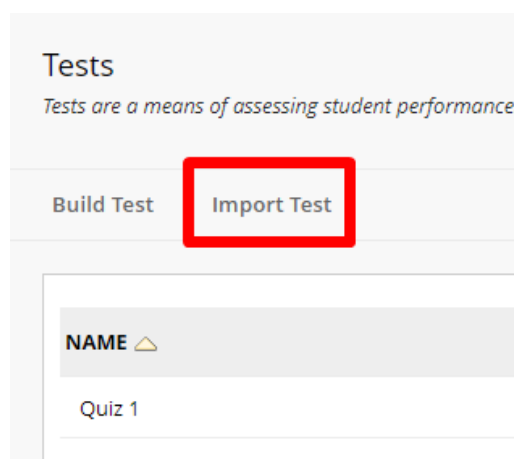 Tests
Tests are a means of assessing student performance
Build Test Import Test
NAME
Quiz 1